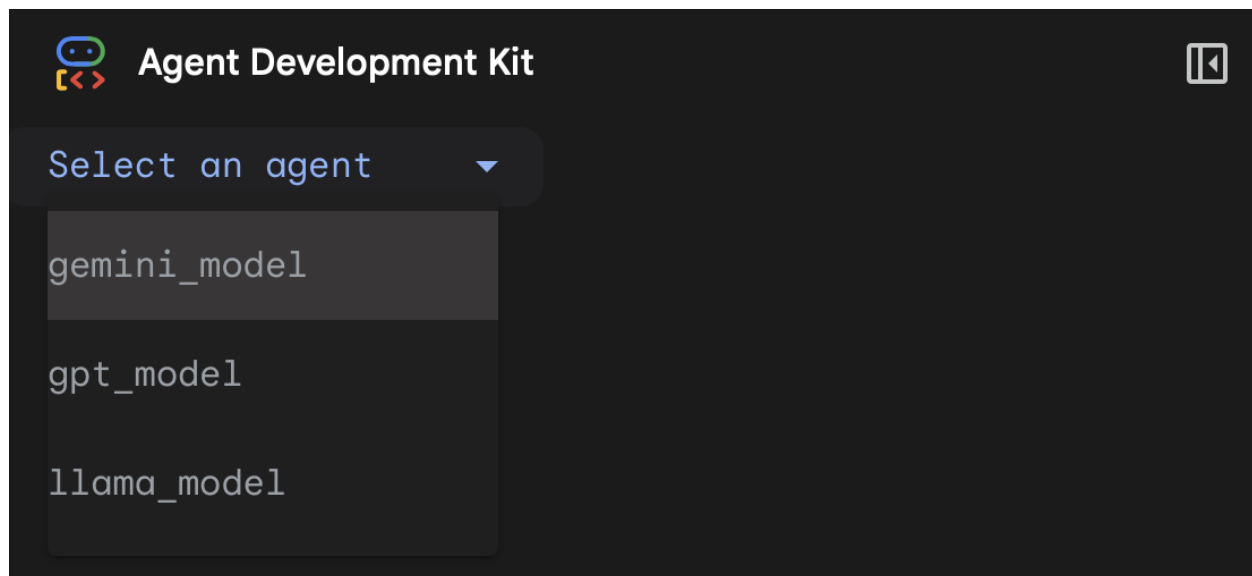 Agent Development Kit
Select an agent
gemini_model
gpt_model
llama_model